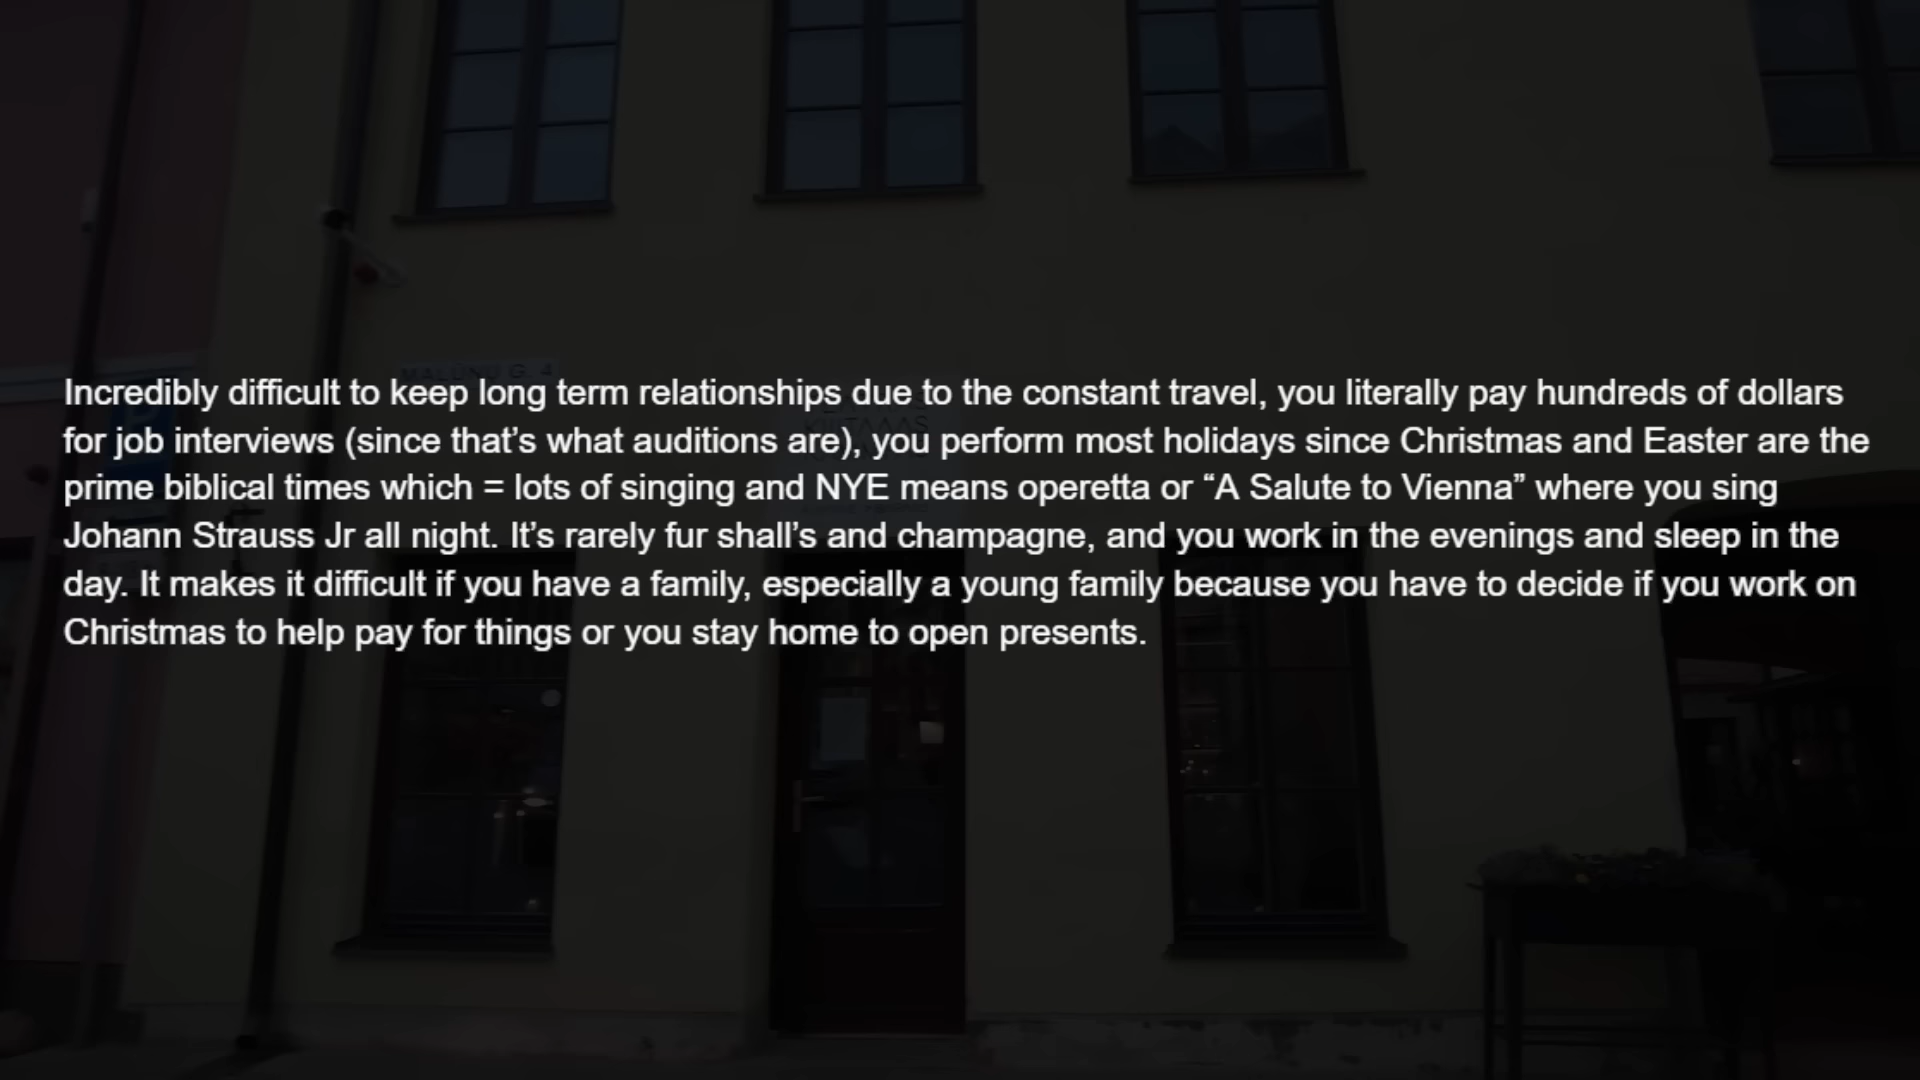 Incredibly difficult to keep long term relationships due to the constant travel, you literally pay hundreds of dollars
for job interviews (since that’s what auditions are), you perform most holidays since Christmas and Easter are the
prime biblical times which = lots of singing and NYE means operetta or “A Salute to Vienna” where you sing
Johann Strauss Jr all night. It’s rarely fur shall’s and champagne, and you work in the evenings and sleep in the
day. It makes it difficult if you have a family, especially a young family because you have to decide if you work on
Christmas to help pay for things or you stay home to open presents.